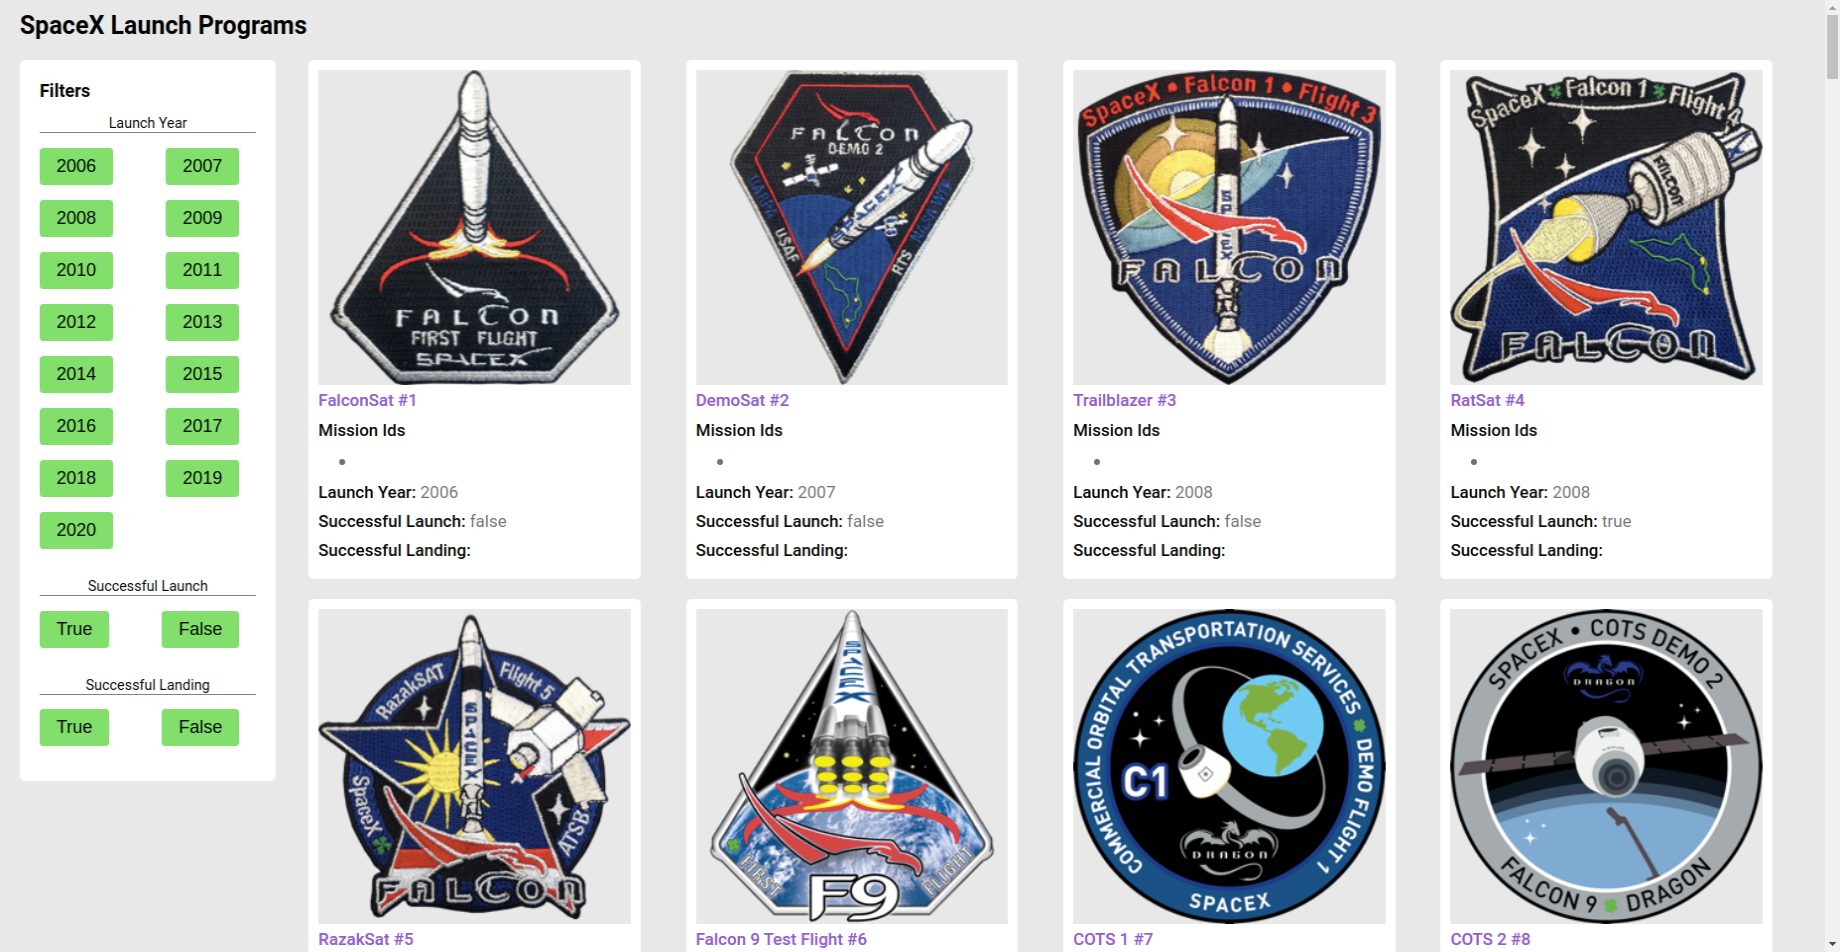 SpaceX Launch Programs
Filters
Launch Year
2006 2007
2008 2009
2010 2011
2012 2013
2014 2015
2016 2017
2018 2019
2020
Successful Launch
True False
Successful Landing
True False
FALCON
FIRST FLIGHT
SPACEX
FalconSat #1
Mission Ids
Launch Year: 2006
Successful Launch: false
Successful Landing:
FALCON
DEMO 2
SPACEX
USAF
RTS
DemoSat #2
Mission Ids
Launch Year: 2007
Successful Launch: false
Successful Landing:
SpaceX • Falcon 1 • Flight 3
SPACEX
FALCON
Trailblazer #3
Mission Ids
Launch Year: 2008
Successful Launch: false
Successful Landing:
SpaceX Falcon 1 Flight 4
FALCON
FALCON
RatSat #4
Mission Ids
Launch Year: 2008
Successful Launch: true
Successful Landing:
RazakSAT Flight 5
SPACEX
SpaceX
ATSB
FALCON
RazakSat #5
SPACEX
FIRST FLIGHT
F9
Falcon 9 Test Flight #6
COMMERCIAL ORBITAL TRANSPORTATION SERVICES DEMO FLIGHT 1
C1
DRAGON
SPACEX
COTS 1 #7
SPACEX • COTS DEMO 2
DRAGON
FALCON 9 DRAGON
COTS 2 #8